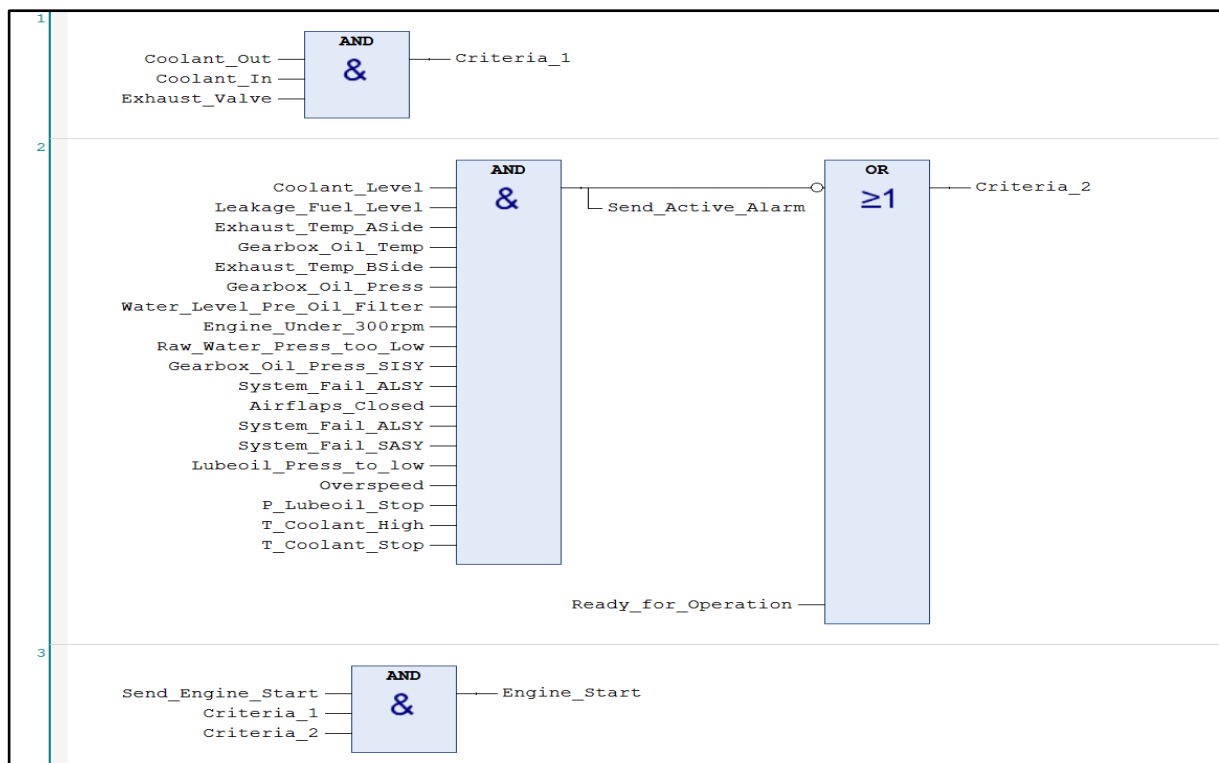 1
AND
&
Coolant_Out
Criteria_1
Coolant_In
Exhaust_Valve
2
AND
OR
&
≥1
Coolant_Level
Criteria_2
Leakage_Fuel_Level
Send_Active_Alarm
Exhaust_Temp_ASide
Gearbox_Oil_Temp
Exhaust_Temp_BSide
Gearbox_Oil_Press
Water_Level_Pre_Oil_Filter
Engine_Under_300rpm
Raw_Water_Press_too_Low
Gearbox_Oil_Press_SISY
System_Fail_ALSY
Airflaps_Closed
System_Fail_ALSY
System_Fail_SASY
Lubeoil_Press_to_low
Overspeed
P_Lubeoil_Stop
T_Coolant_High
T_Coolant_Stop
Ready_for_Operation
3
AND
&
Send_Engine_Start
Engine_Start
Criteria_1
Criteria_2